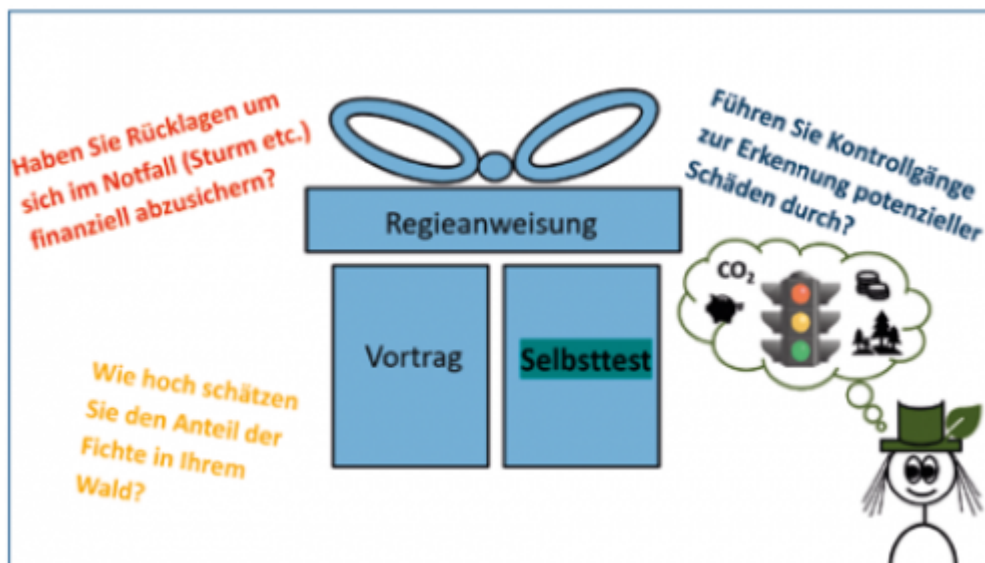 Haben Sie Rücklagen um
sich im Notfall (Sturm etc.)
finanziell abzusichern?
Führen Sie Kontrollgänge
zur Erkennung potenzieller
Schäden durch?
Regieanweisung
CO₂
Vortrag
Selbsttest
Wie hoch schätzen
Sie den Anteil der
Fichte in Ihrem
Wald?